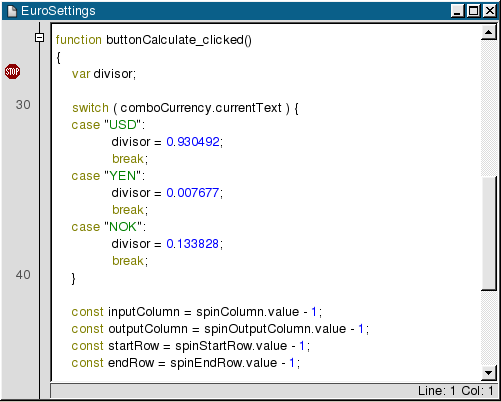 EuroSettings
function buttonCalculate_clicked()
{
STOP var divisor;
30 switch ( comboCurrency.currentText ) {
case "USD":
divisor = 0.930492;
break;
case "YEN":
divisor = 0.007677;
break;
case "NOK":
divisor = 0.133828;
break;
40 }
const inputColumn = spinColumn.value - 1;
const outputColumn = spinOutputColumn.value - 1;
const startRow = spinStartRow.value - 1;
const endRow = spinEndRow.value - 1;
Line: 1 Col: 1